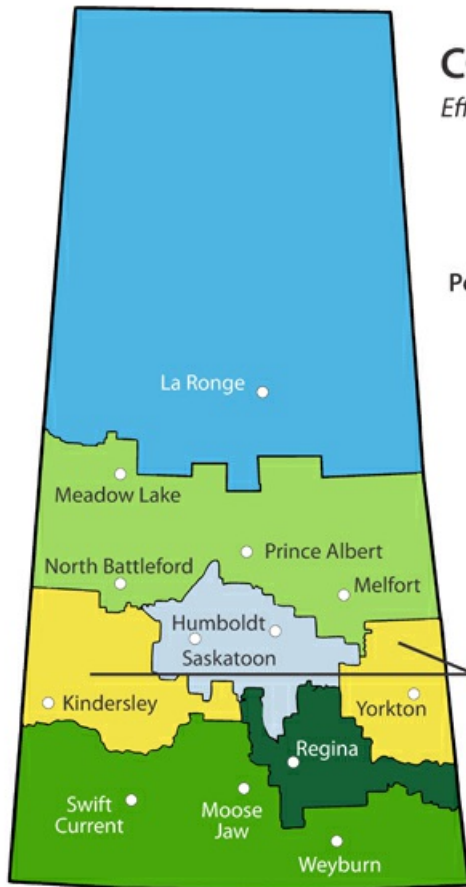 C
Eff
P
La Ronge
Meadow Lake
Prince Albert
North Battleford
Melfort
Humboldt
Saskatoon
Kindersley
Yorkton
Regina
Swift
Current
Moose
Jaw
Weyburn